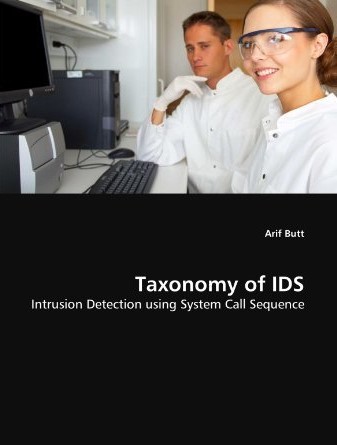 Arif Butt
Taxonomy of IDS
Intrusion Detection using System Call Sequence